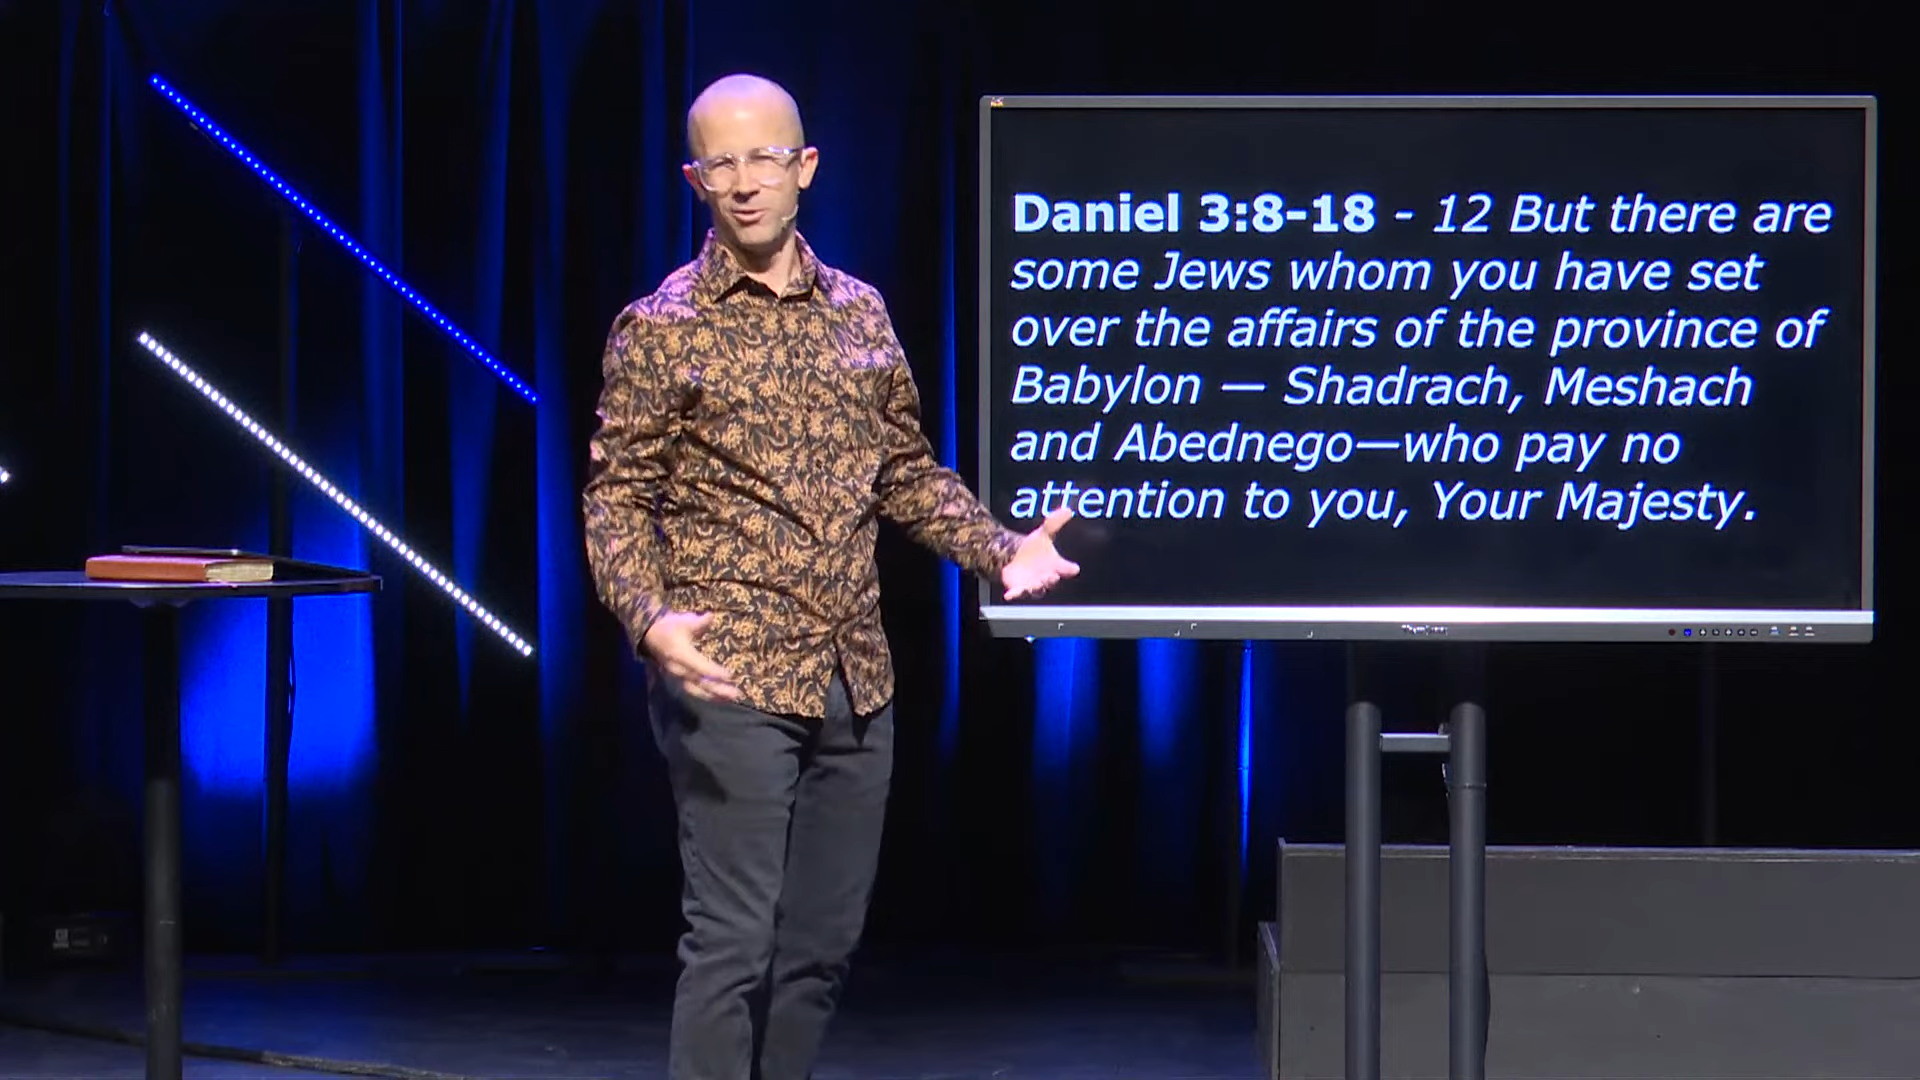 Daniel 3:8-18 - 12 But there are
some Jews whom you have set
over the affairs of the province of
Babylon — Shadrach, Meshach
and Abednego—who pay no
attention to you, Your Majesty.